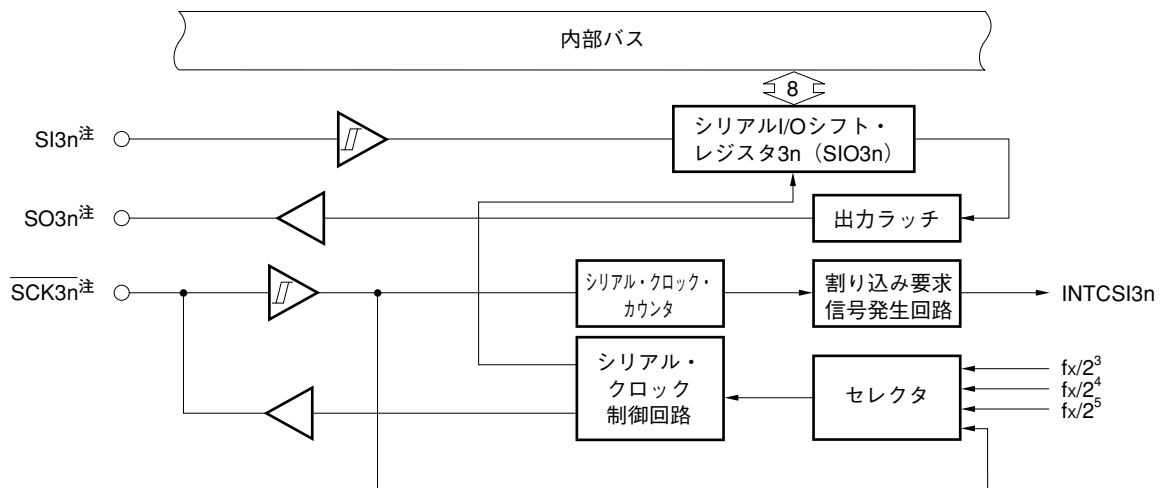 内部バス
8
SI3n注
シリアルI/Oシフト・
レジスタ3n（SIO3n）
SO3n注
出力ラッチ
SCK3n注
シリアル・クロック・
カウンタ
割り込み要求
信号発生回路
INTCSI3n
シリアル・
クロック
制御回路
セレクタ
fx/2³
fx/2⁴
fx/2⁵